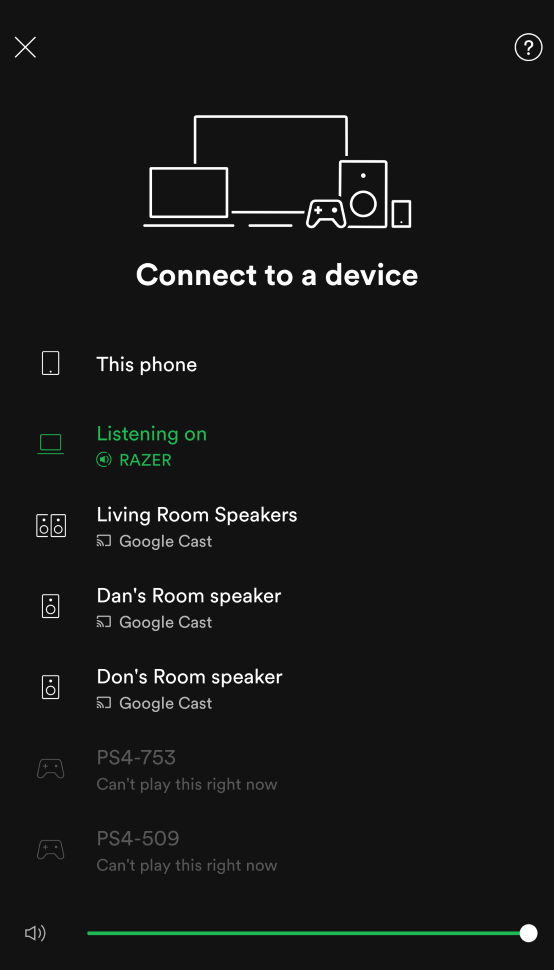 ?
Connect to a device
This phone
Listening on
RAZER
Living Room Speakers
Google Cast
Dan's Room speaker
Google Cast
Don's Room speaker
Google Cast
PS4-753
Can't play this right now
PS4-509
Can't play this right now